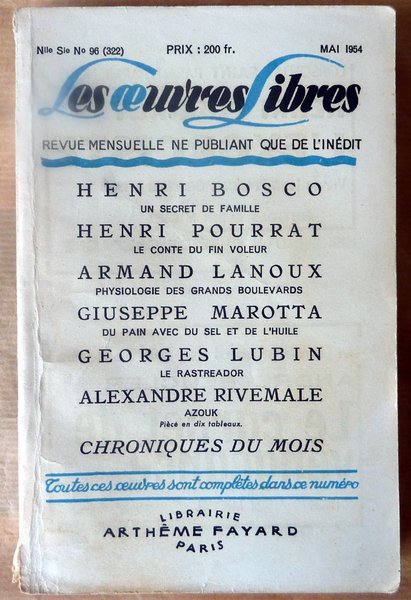 Nlle Sie No 96 (322) PRIX : 200 fr. MAI 1954
Les œuvres Libres
REVUE MENSUELLE NE PUBLIANT QUE DE L'INÉDIT
HENRI BOSCO
UN SECRET DE FAMILLE
HENRI POURRAT
LE CONTE DU FIN VOLEUR
ARMAND LANOUX
PHYSIOLOGIE DES GRANDS BOULEVARDS
GIUSEPPE MAROTTA
DU PAIN AVEC DU SEL ET DE L'HUILE
GEORGES LUBIN
LE RASTREADOR
ALEXANDRE RIVEMALE
AZOUK
Pièce en dix tableaux.
CHRONIQUES DU MOIS
Toutes ces œuvres sont complètes dans ce numéro
LIBRAIRIE
ARTHÈME FAYARD
PARIS